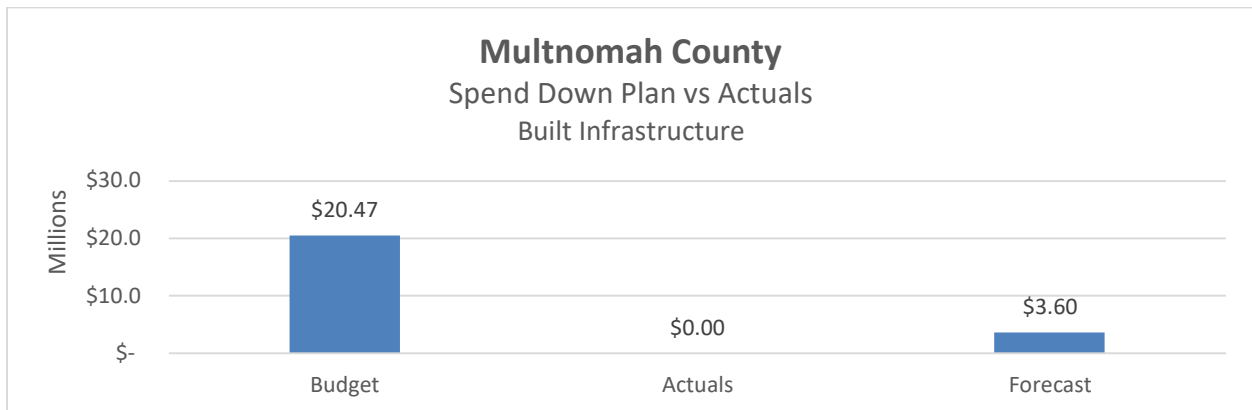 Multnomah County
Spend Down Plan vs Actuals
Built Infrastructure
Millions
$30.0
$20.0
$10.0
$-
$20.47
$0.00
$3.60
Budget
Actuals
Forecast